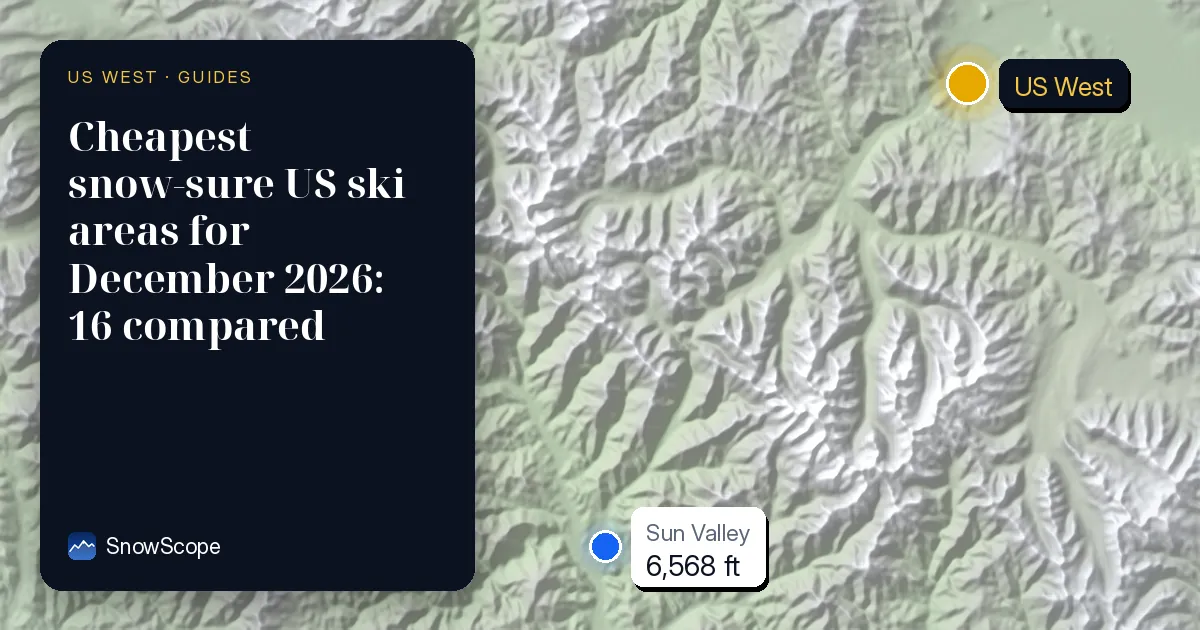 US WEST · GUIDES
Cheapest
snow-sure US ski
areas for
December 2026:
16 compared
SnowScope
US West
Sun Valley
6,568 ft